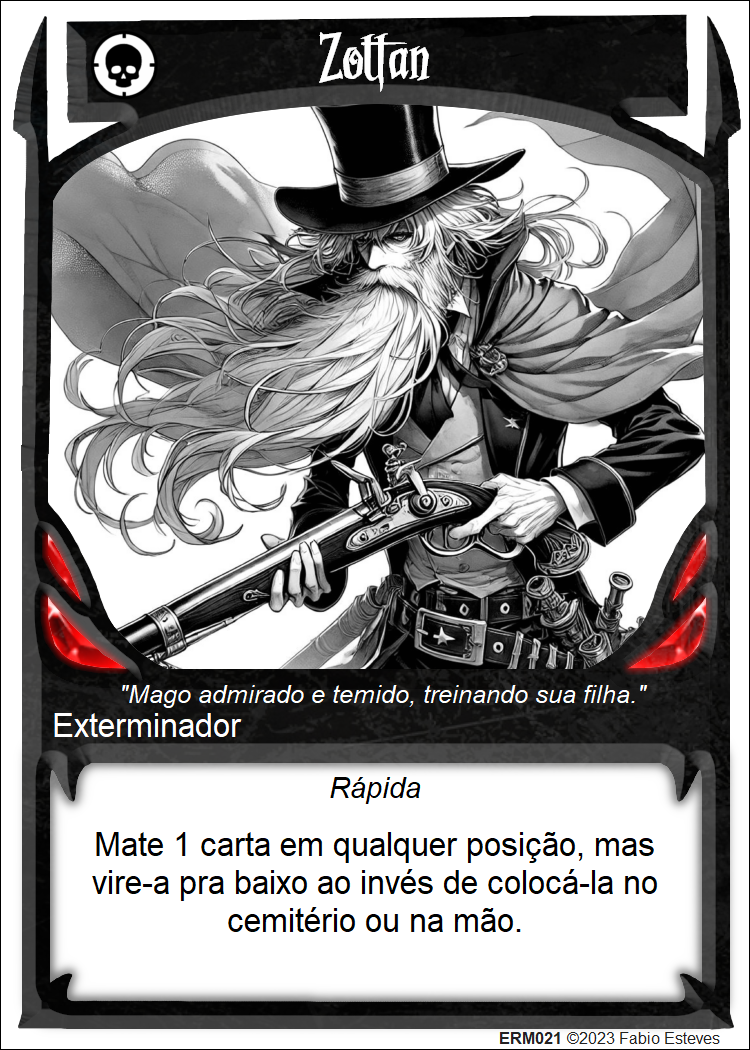 Zoltan
"Mago admirado e temido, treinando sua filha."
Exterminador
Rápida
Mate 1 carta em qualquer posição, mas
vire-a pra baixo ao invés de colocá-la no
cemitério ou na mão.
ERM021 ©2023 Fabio Esteves